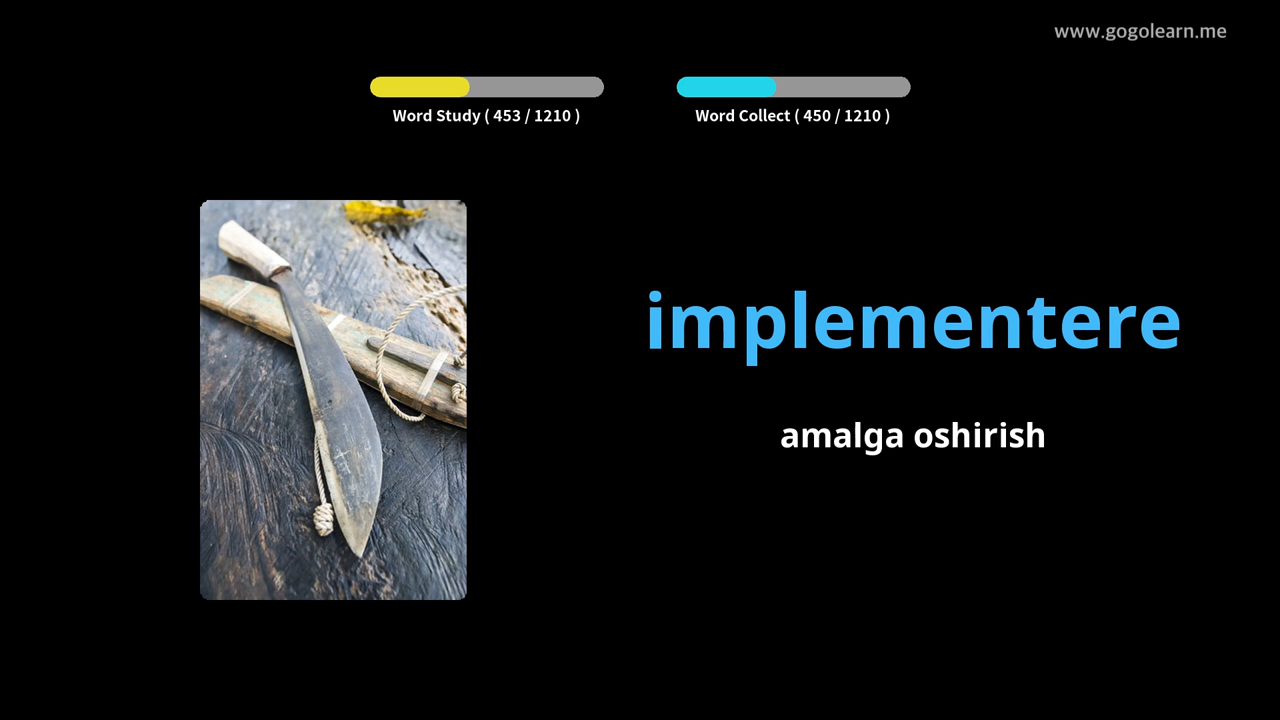 www.gogolearn.me
Word Study ( 453 / 1210 )
Word Collect ( 450 / 1210 )
implementere
amalga oshirish